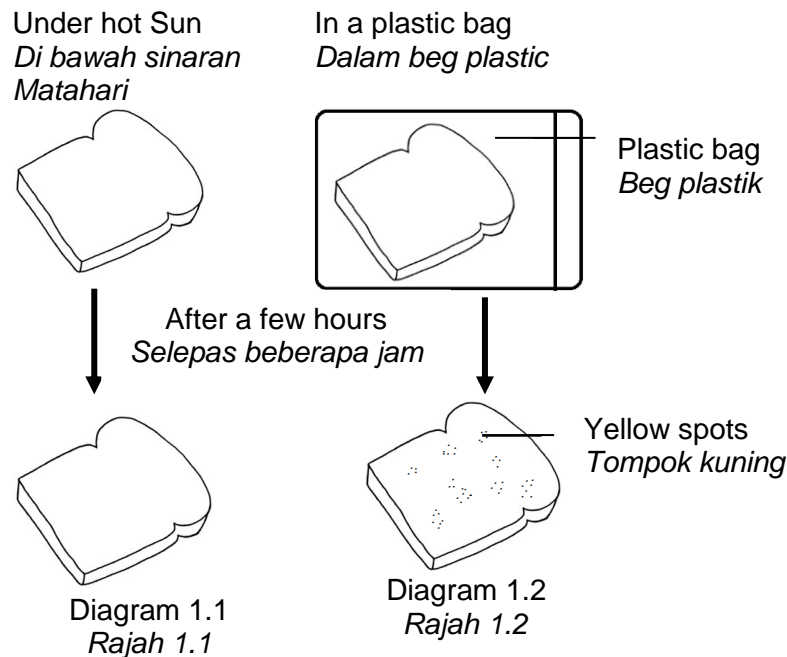 Under hot Sun
Di bawah sinaran
Matahari
In a plastic bag
Dalam beg plastic
Plastic bag
Beg plastik
After a few hours
Selepas beberapa jam
Yellow spots
Tompok kuning
Diagram 1.1
Rajah 1.1
Diagram 1.2
Rajah 1.2